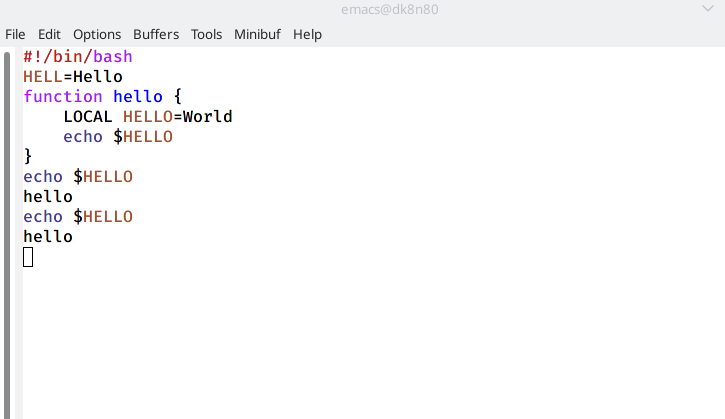 emacs@dk8n80
File Edit Options Buffers Tools Minibuf Help
#!/bin/bash
HELL=Hello
function hello {
    LOCAL HELLO=World
    echo $HELLO
}
echo $HELLO
hello
echo $HELLO
hello